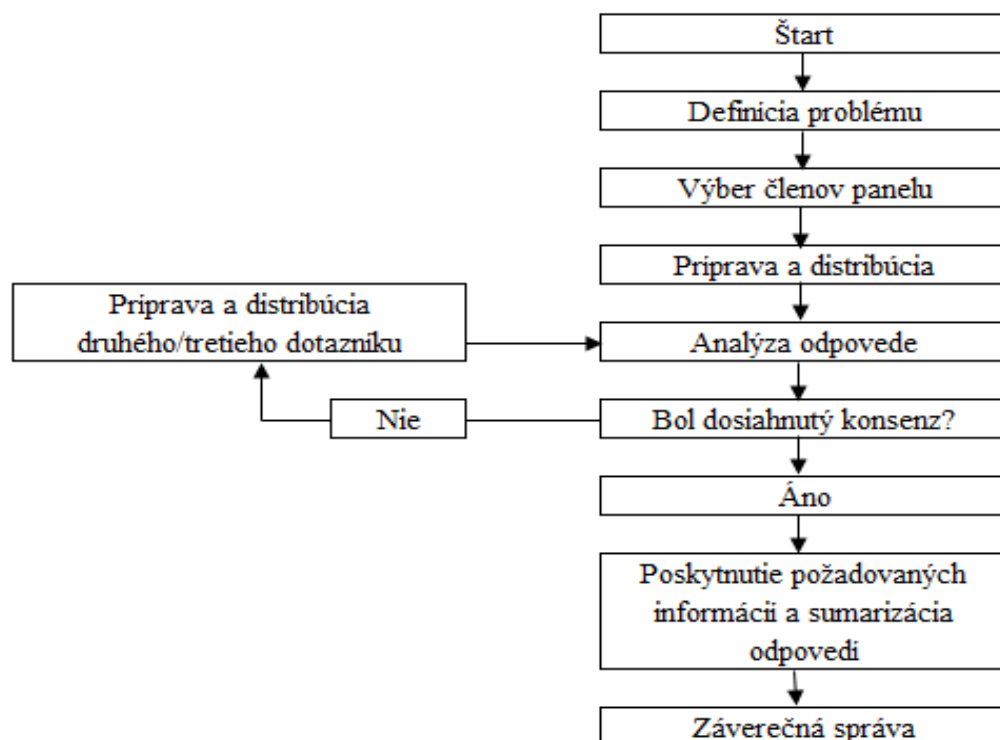 Štart
Definícia problému
Výber členov panelu
Príprava a distribúcia
Príprava a distribúcia
druhého/tretieho dotazníku
Analýza odpovede
Nie
Bol dosiahnutý konsenz?
Áno
Poskytnutie požadovaných
informácií a sumarizácia
odpovedí
Záverečná správa